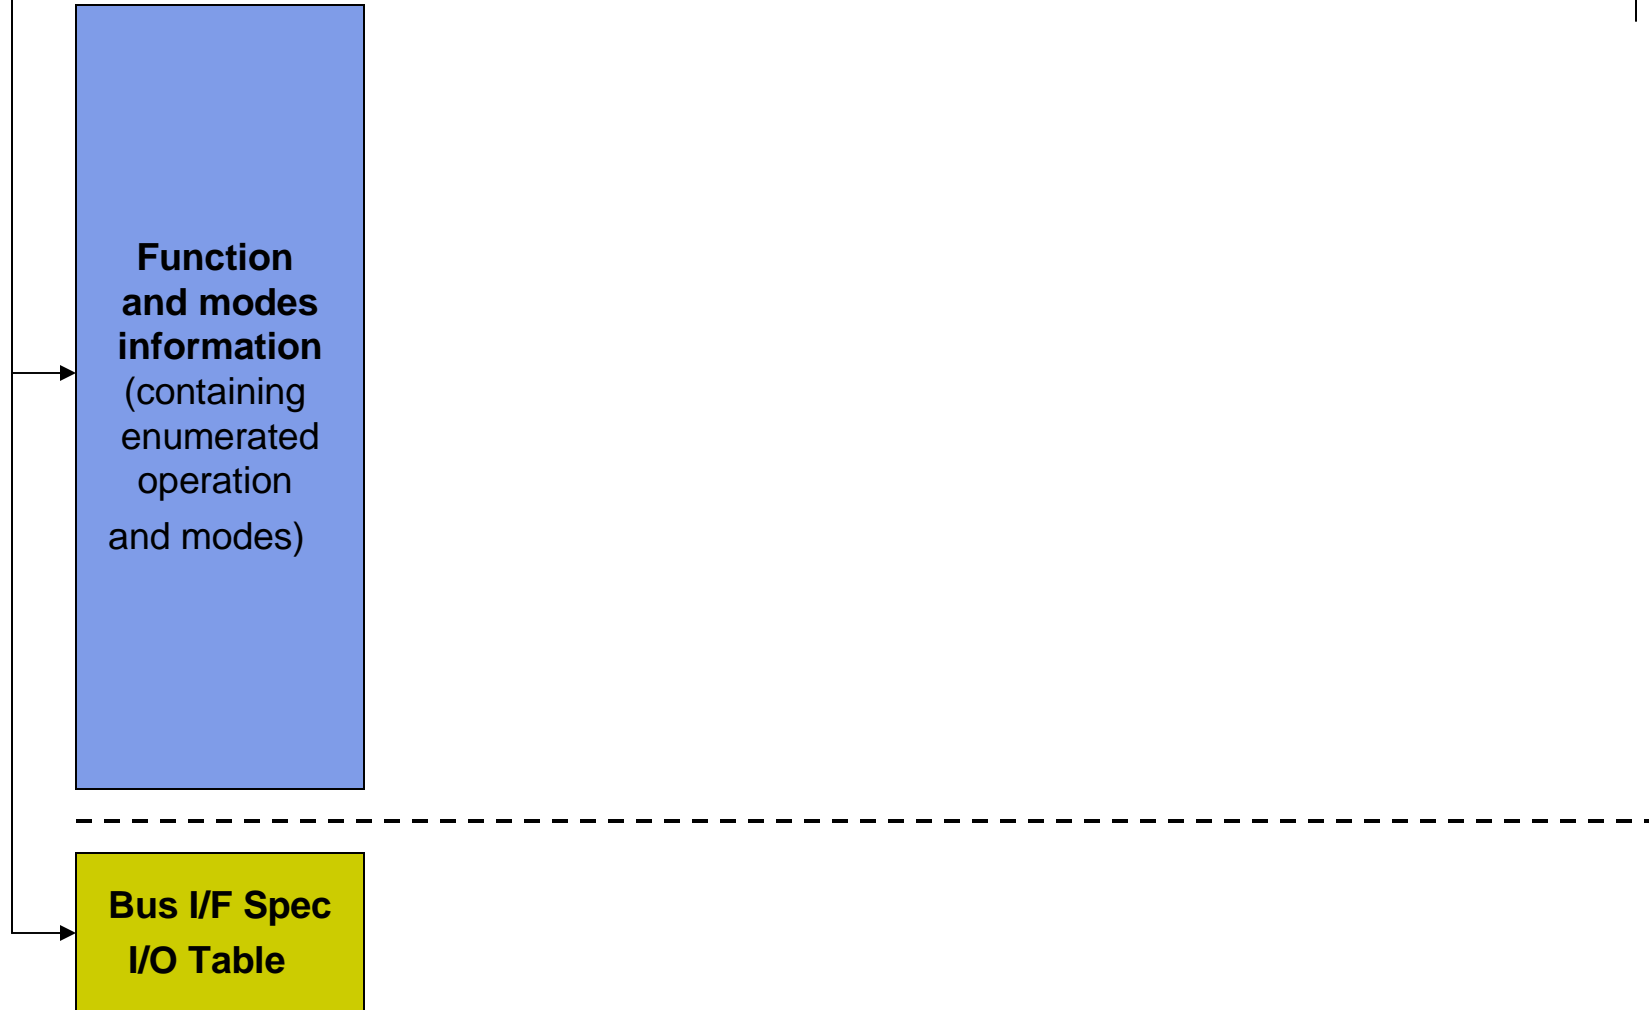 Function
and modes
information
(containing
enumerated
operation
and modes)
Bus I/F Spec
I/O Table